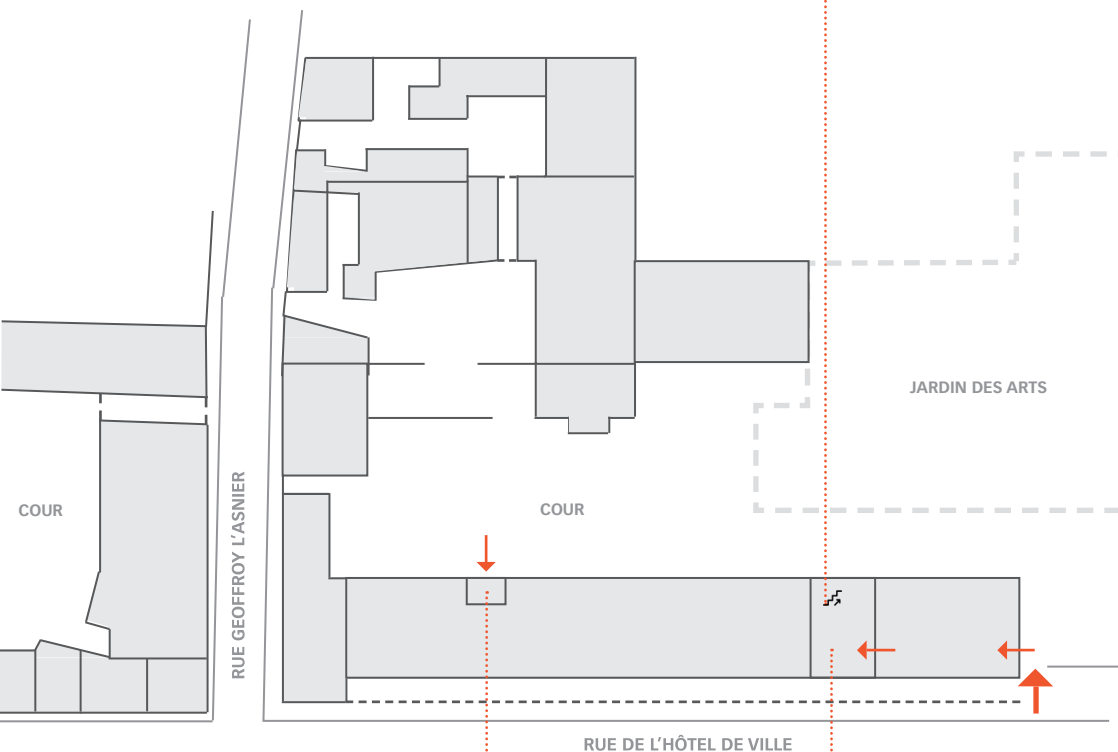 JARDIN DES ARTS
COUR
COUR
RUE GEOFFROY L'ASNIER
RUE DE L'HÔTEL DE VILLE